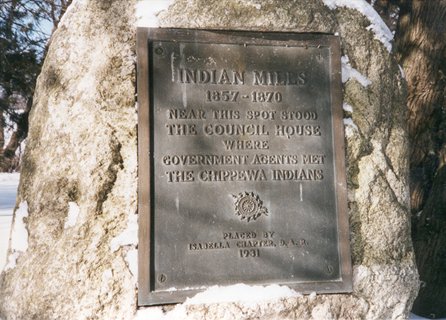 INDIAN MILLS
1857-1870
NEAR THIS SPOT STOOD
THE COUNCIL HOUSE
WHERE
GOVERNMENT AGENTS MET
THE CHIPPEWA INDIANS
PLACED BY
ISABELLA CHAPTER, D.A.R.
1931